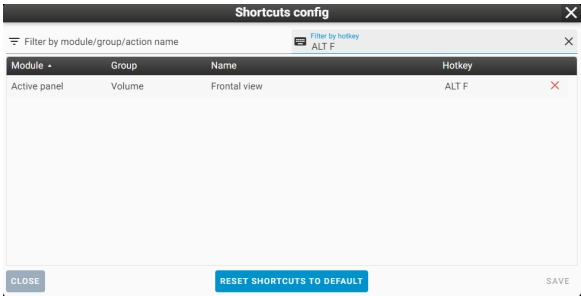 Shortcuts config
Filter by module/group/action name
Filter by hotkey
ALT F
Module Group Name Hotkey
Active panel Volume Frontal view ALT F
CLOSE RESET SHORTCUTS TO DEFAULT SAVE